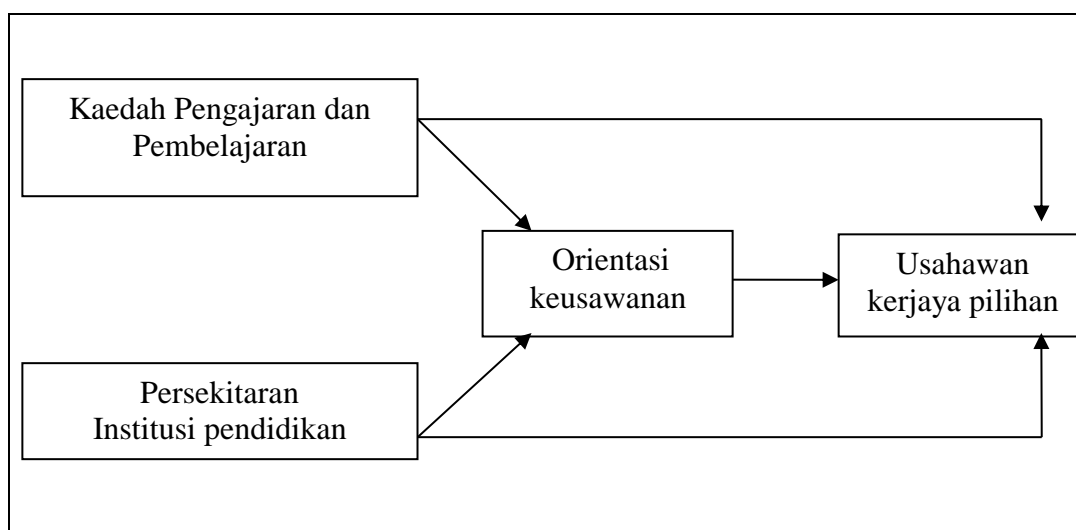 Kaedah Pengajaran dan
Pembelajaran
Orientasi
keusawanan
Usahawan
kerjaya pilihan
Persekitaran
Institusi pendidikan